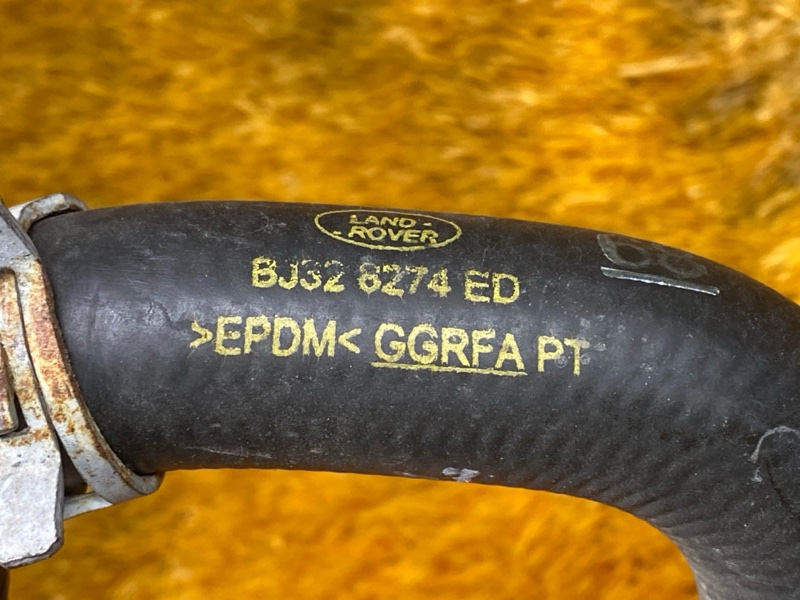 LAND-
-ROVER
BJ32 8274 ED
>EPDM< GGRFA PT